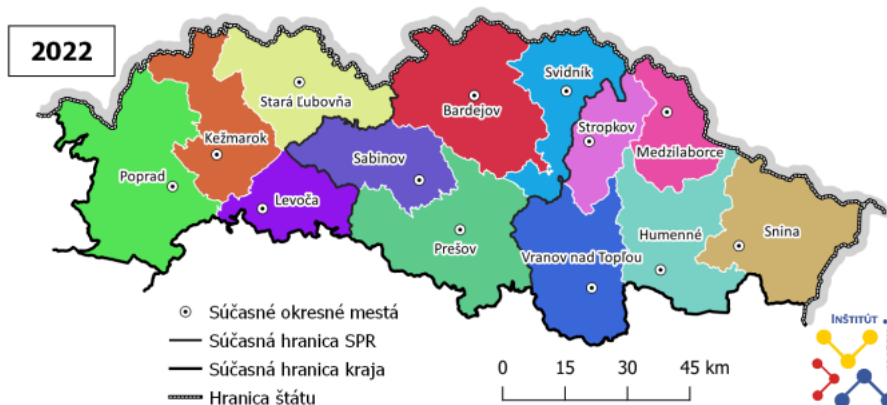 2022
Svidník
Stará Ľubovňa
Bardejov
Stropkov
Kežmarok
Medzilaborce
Sabinov
Poprad
Levoča
Prešov
Vranov nad Topľou
Humenné
Snina
Súčasné okresné mestá
Súčasná hranica SPR
Súčasná hranica kraja
Hranica štátu
0 15 30 45 km
INŠTITÚT